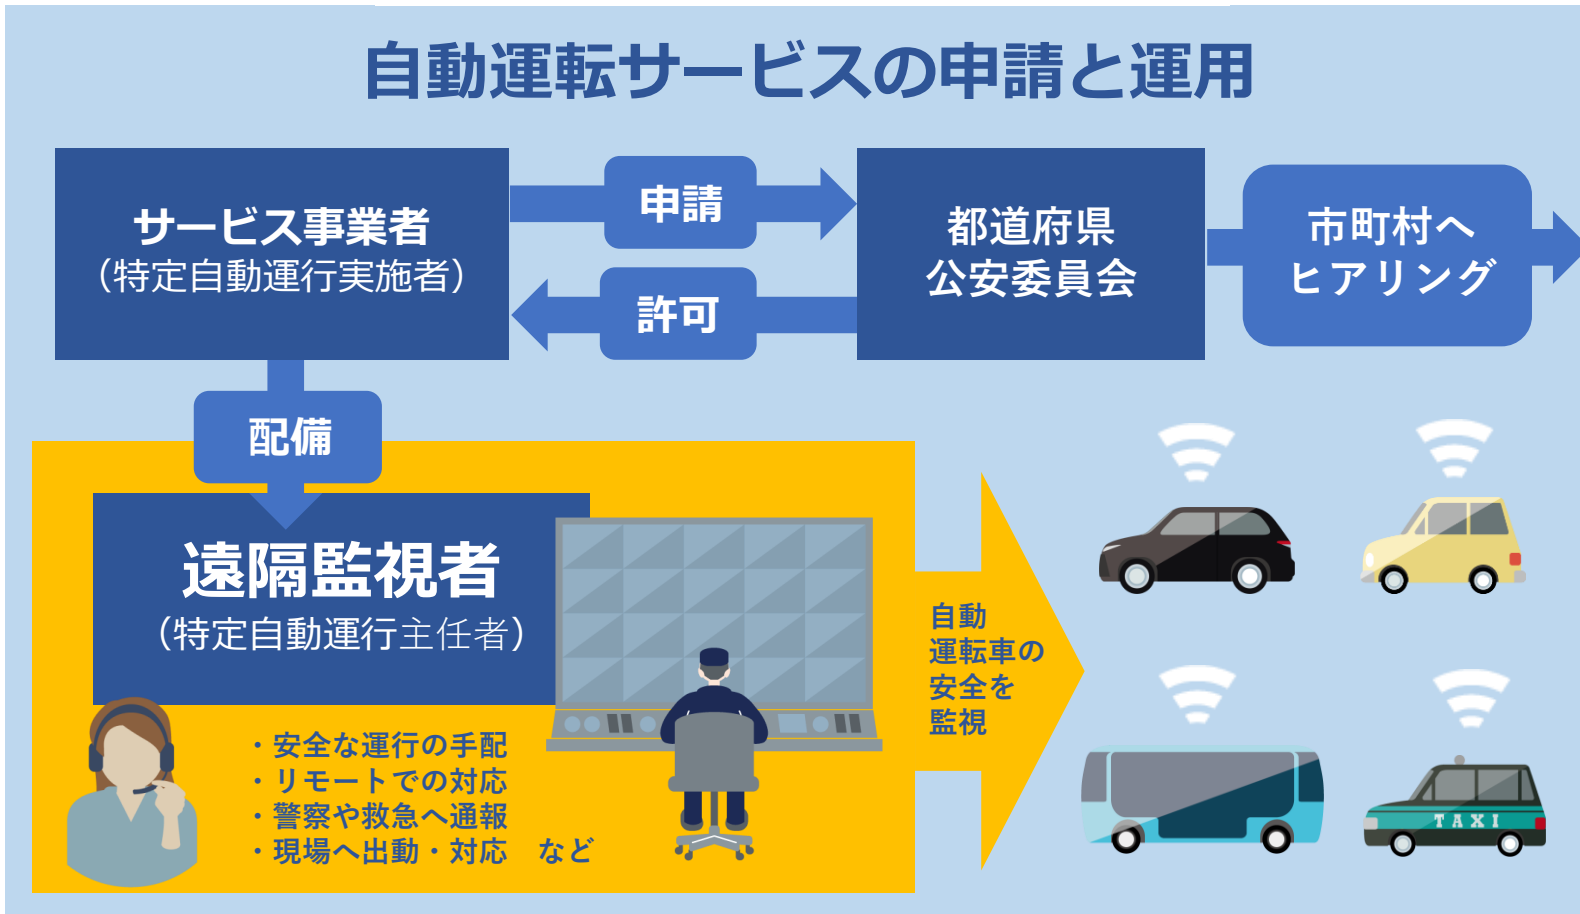 自動運転サービスの申請と運用
サービス事業者
（特定自動運行実施者）
申請
許可
都道府県
公安委員会
市町村へ
ヒアリング
配備
遠隔監視者
（特定自動運行主任者）
・安全な運行の手配
・リモートでの対応
・警察や救急へ通報
・現場へ出動・対応　など
自動
運転車の
安全を
監視
TAXI